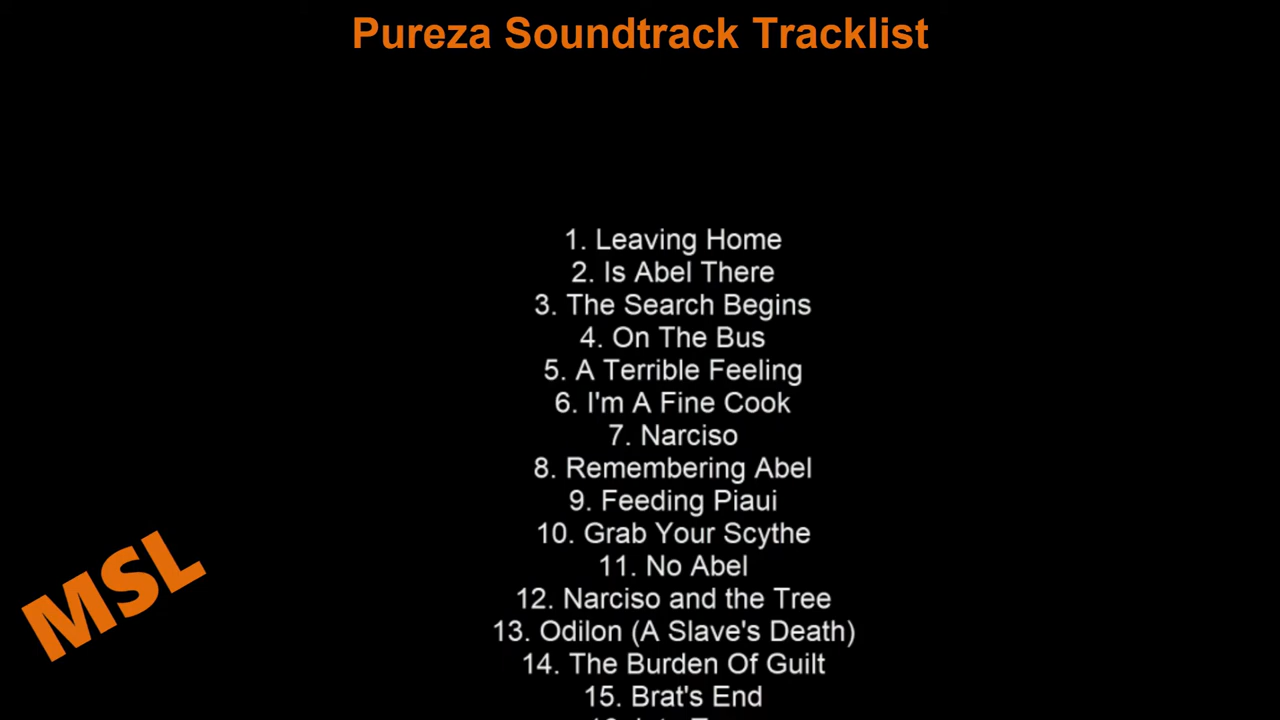 Pureza Soundtrack Tracklist
1. Leaving Home
2. Is Abel There
3. The Search Begins
4. On The Bus
5. A Terrible Feeling
6. I'm A Fine Cook
7. Narciso
8. Remembering Abel
9. Feeding Piaui
10. Grab Your Scythe
11. No Abel
12. Narciso and the Tree
13. Odilon (A Slave's Death)
14. The Burden Of Guilt
15. Brat's End
MSL